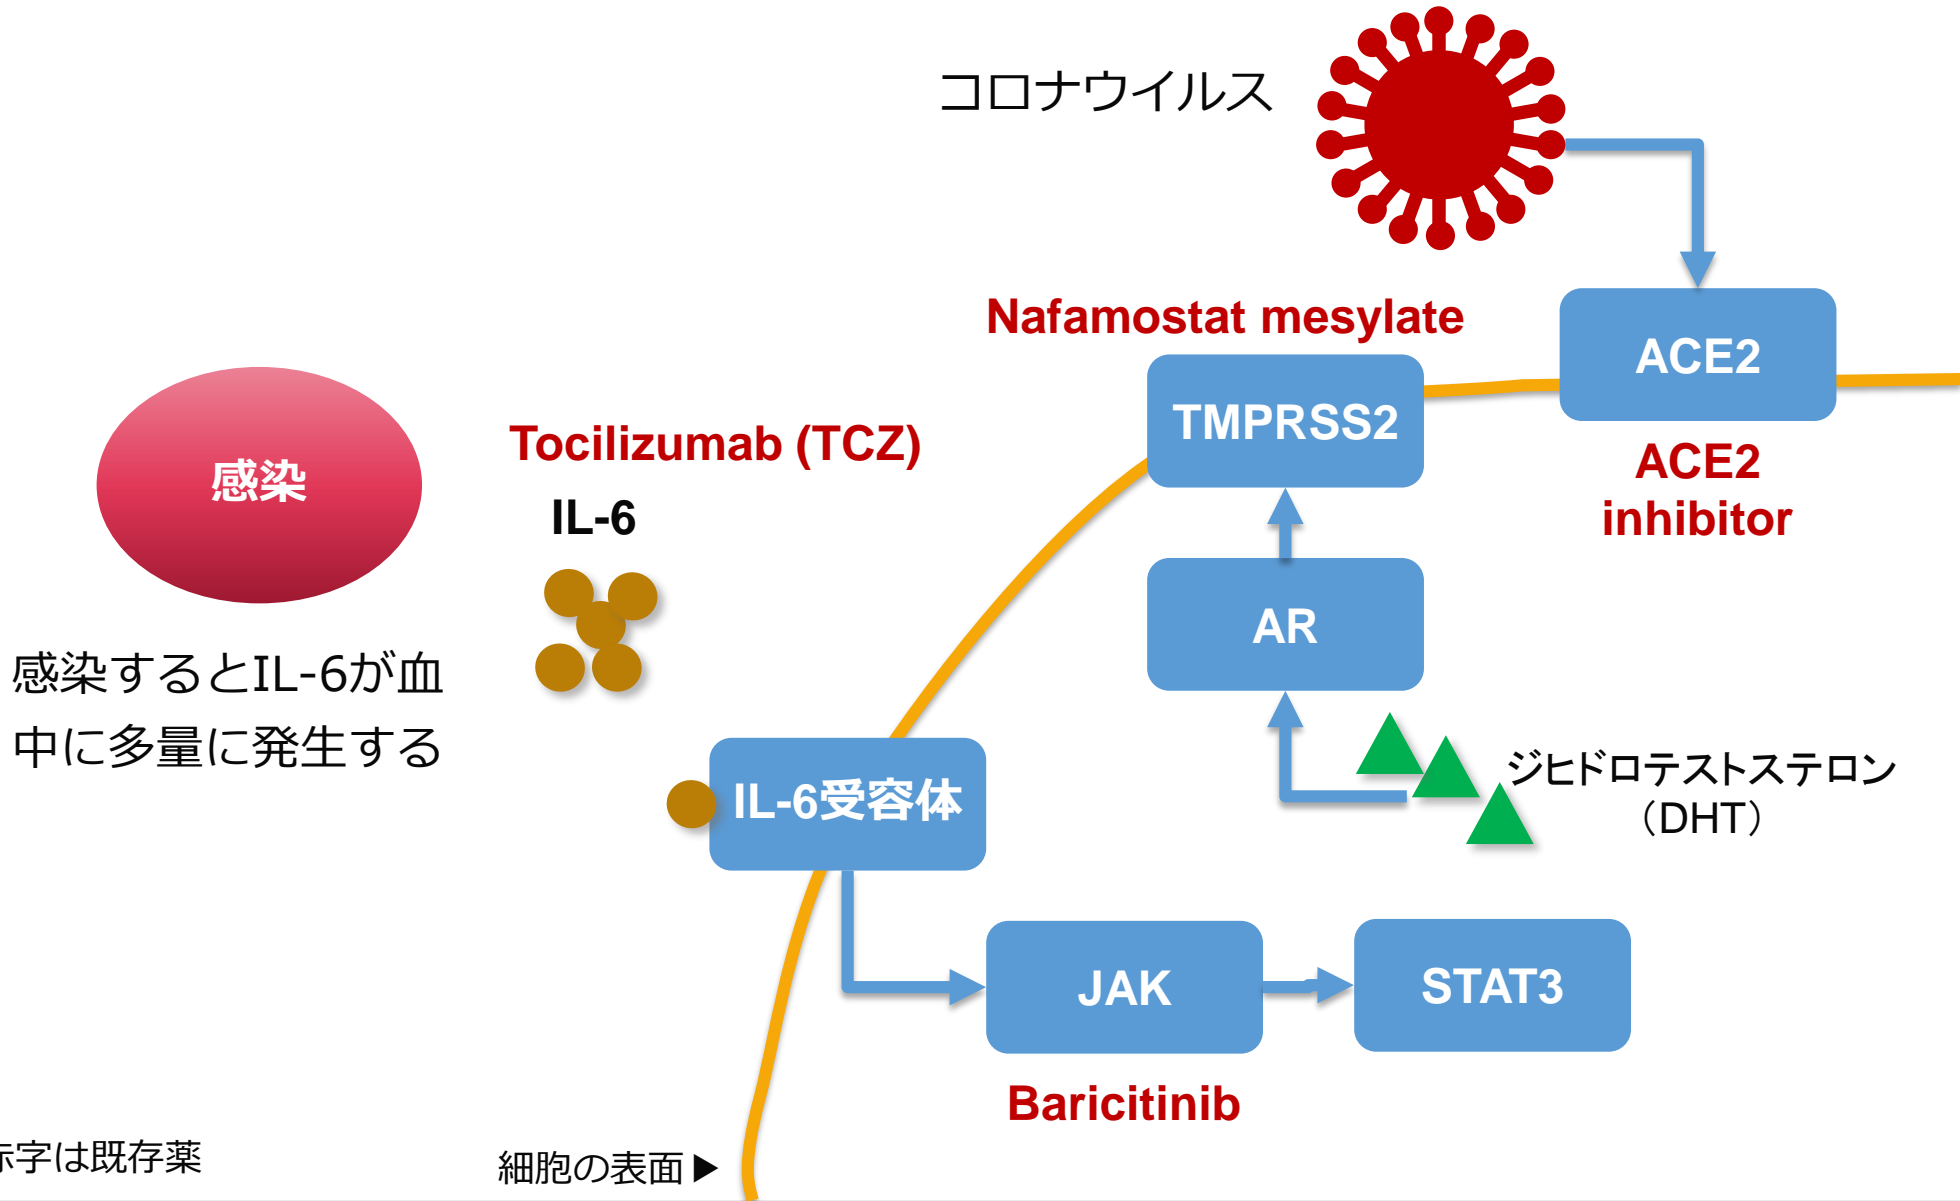 コロナウイルス
Nafamostat mesylate
ACE2
TMPRSS2
Tocilizumab (TCZ)
感染
IL-6
ACE2
inhibitor
AR
感染するとIL-6が血
中に多量に発生する
ジヒドロテストステロン
（DHT）
IL-6受容体
JAK
STAT3
Baricitinib
赤字は既存薬
細胞の表面▶